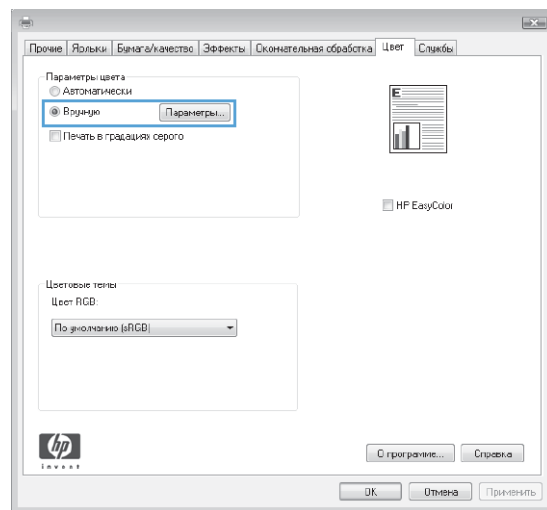 Прочие Ярлыки Бумага/качество Эффекты Окончательная обработка Цвет Службы
Параметры цвета
Автоматически
Вручную Параметры...
Печать в градациях серого
E
HP EasyColor
Цветовые темы
Цвет RGB:
По умолчанию (sRGB)
hp
invent
О программе... Справка
OK Отмена Применить